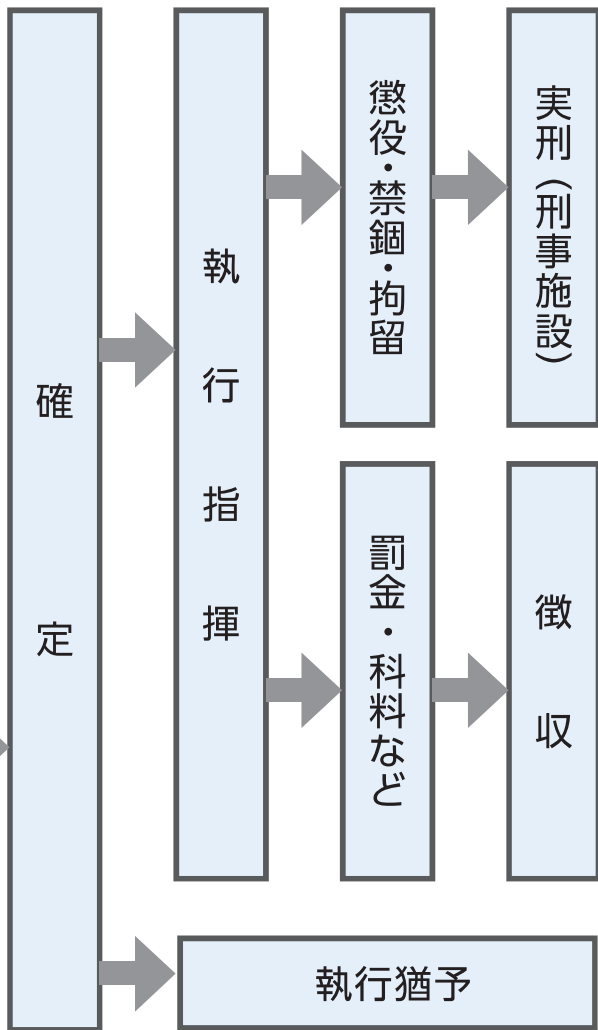 確定
執行指揮
懲役・禁錮・拘留
実刑（刑事施設）
罰金・科料など
徴収
執行猶予